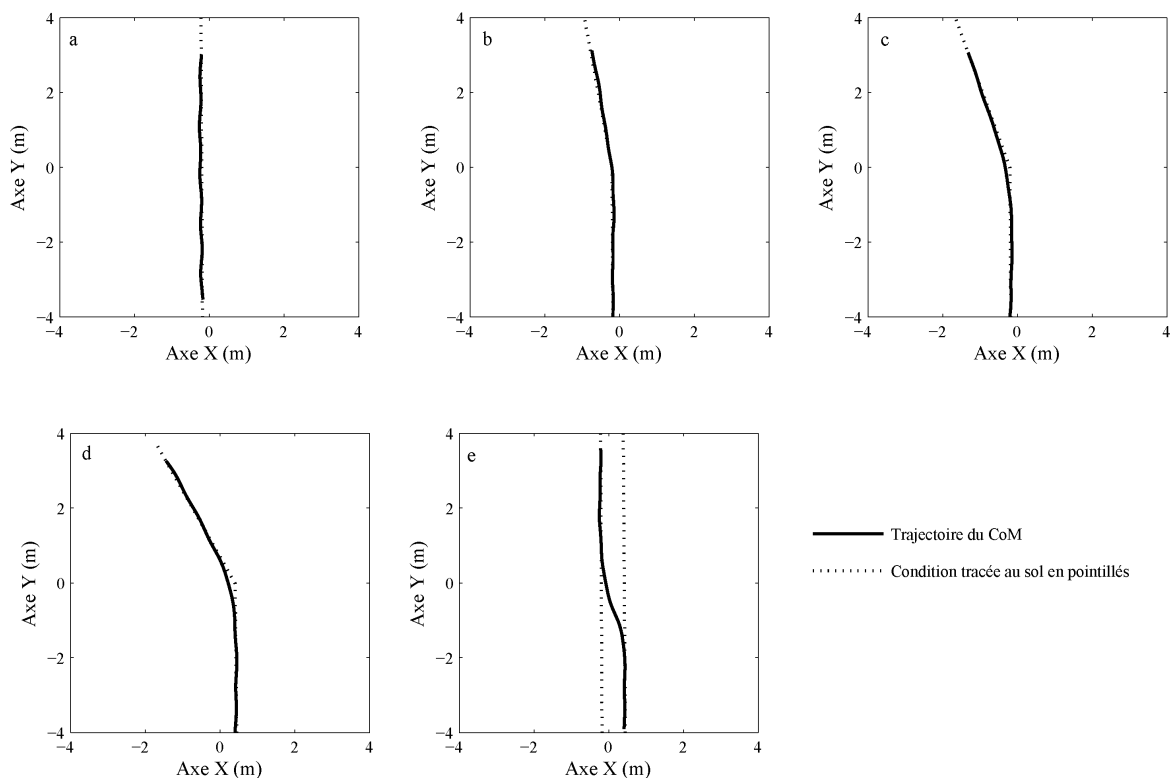 a
4
2
0
−2
−4
Axe Y (m)
−4 −2 0 2 4
Axe X (m)
b
4
2
0
−2
−4
Axe Y (m)
−4 −2 0 2 4
Axe X (m)
c
4
2
0
−2
−4
Axe Y (m)
−4 −2 0 2 4
Axe X (m)
d
4
2
0
−2
−4
Axe Y (m)
−4 −2 0 2 4
Axe X (m)
e
4
2
0
−2
−4
Axe Y (m)
−4 −2 0 2 4
Axe X (m)
Trajectoire du CoM
Condition tracée au sol en pointillés